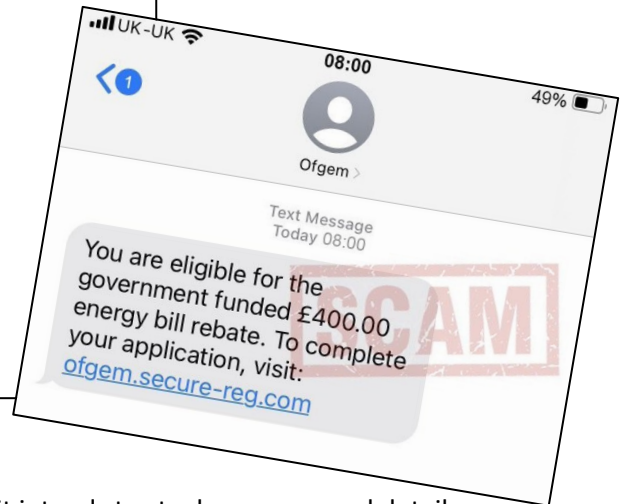 UK-UK
08:00
49%
1
Ofgem >
Text Message
Today 08:00
You are eligible for the
government funded £400.00
energy bill rebate. To complete
your application, visit:
ofgem.secure-reg.com
SCAM